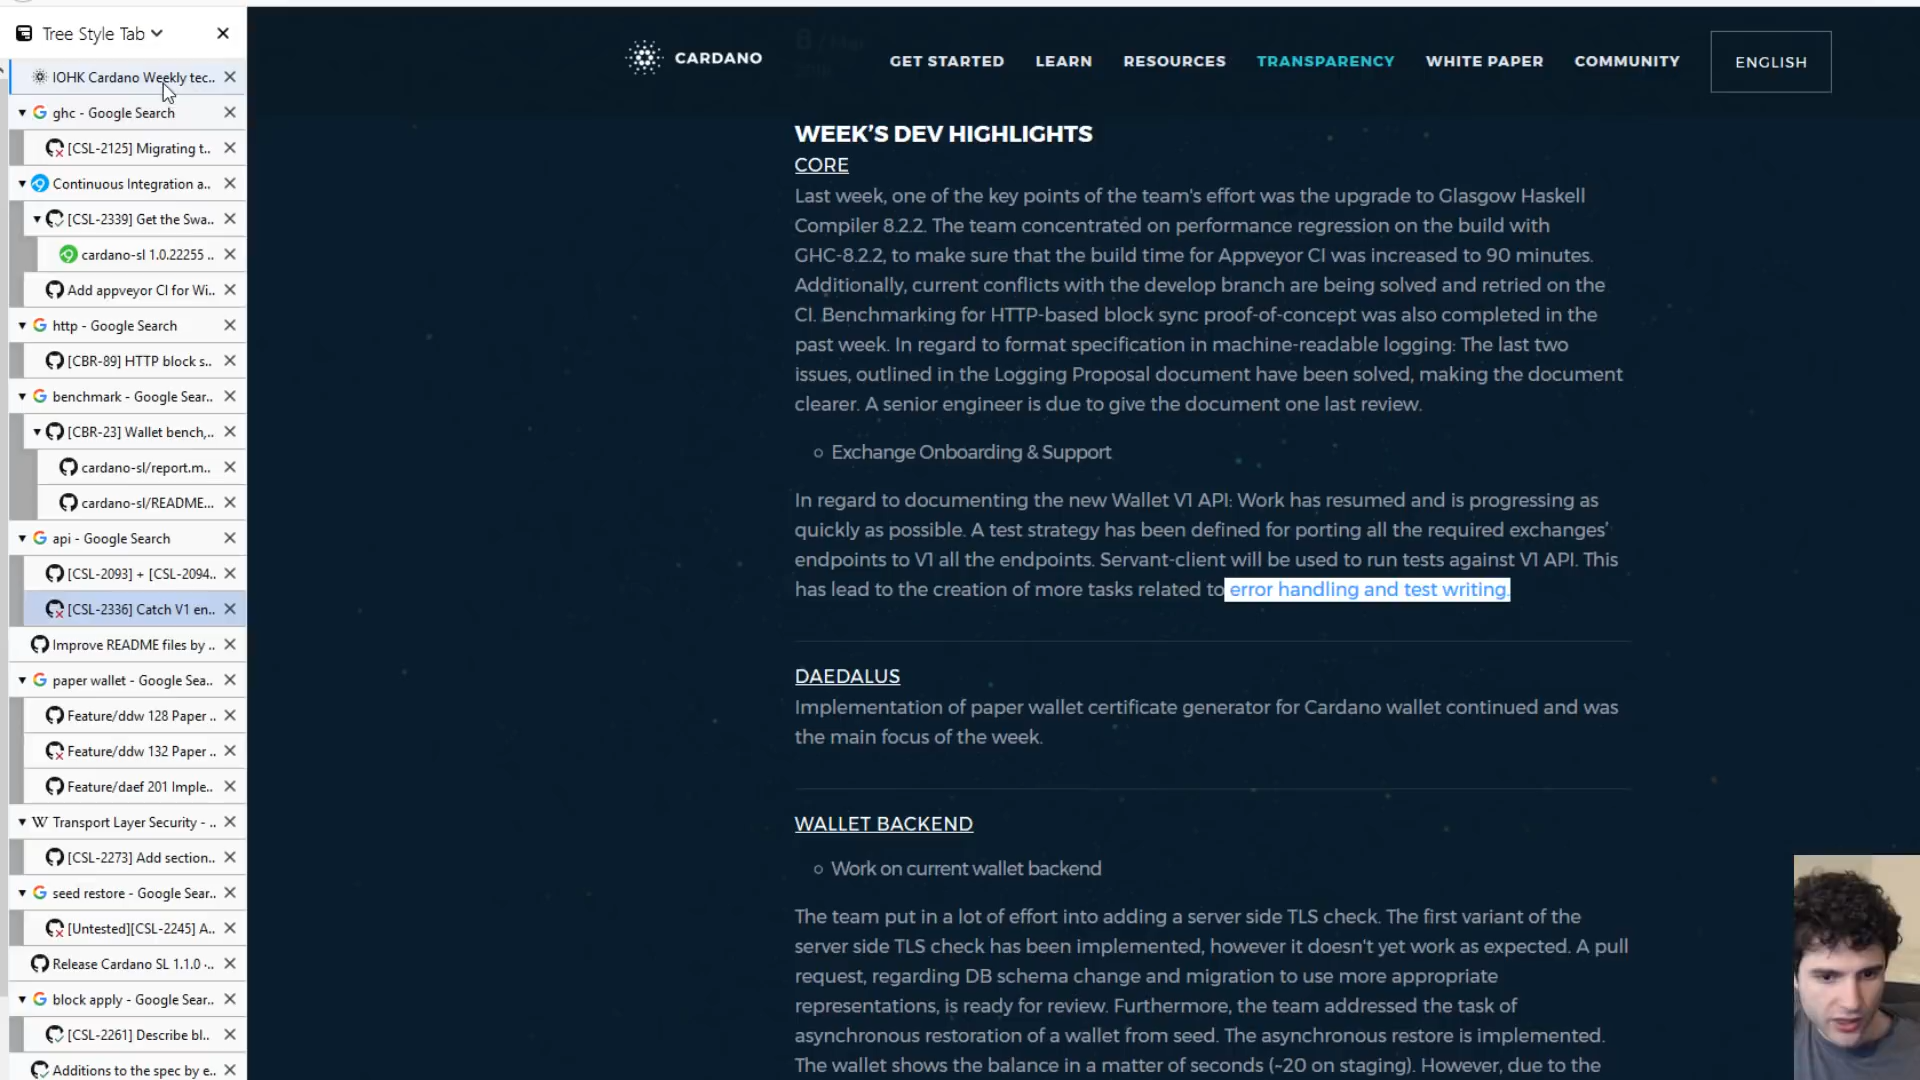 Tree Style Tab
IOHK Cardano Weekly tec..
ghc - Google Search
[CSL-2125] Migrating t..
Continuous Integration a..
[CSL-2339] Get the Swa..
cardano-sl 1.0.22255 ..
Add appveyor CI for Wi..
http - Google Search
[CBR-89] HTTP block s..
benchmark - Google Sear..
[CBR-23] Wallet bench,..
cardano-sl/report.m..
cardano-sl/README...
api - Google Search
[CSL-2093] + [CSL-2094..
[CSL-2336] Catch V1 en..
Improve README files by ..
paper wallet - Google Sea..
Feature/ddw 128 Paper ..
Feature/ddw 132 Paper ..
Feature/daef 201 Imple..
Transport Layer Security - ..
[CSL-2273] Add section..
seed restore - Google Sear..
[Untested][CSL-2245] A..
Release Cardano SL 1.1.0 ·..
block apply - Google Sear..
[CSL-2261] Describe bl..
Additions to the spec by e..
CARDANO
GET STARTED
LEARN
RESOURCES
TRANSPARENCY
WHITE PAPER
COMMUNITY
ENGLISH
WEEK'S DEV HIGHLIGHTS
CORE
Last week, one of the key points of the team's effort was the upgrade to Glasgow Haskell
Compiler 8.2.2. The team concentrated on performance regression on the build with
GHC-8.2.2, to make sure that the build time for Appveyor CI was increased to 90 minutes.
Additionally, current conflicts with the develop branch are being solved and retried on the
CI. Benchmarking for HTTP-based block sync proof-of-concept was also completed in the
past week. In regard to format specification in machine-readable logging: The last two
issues, outlined in the Logging Proposal document have been solved, making the document
clearer. A senior engineer is due to give the document one last review.
Exchange Onboarding & Support
In regard to documenting the new Wallet V1 API: Work has resumed and is progressing as
quickly as possible. A test strategy has been defined for porting all the required exchanges'
endpoints to V1 all the endpoints. Servant-client will be used to run tests against V1 API. This
has lead to the creation of more tasks related to error handling and test writing.
DAEDALUS
Implementation of paper wallet certificate generator for Cardano wallet continued and was
the main focus of the week.
WALLET BACKEND
Work on current wallet backend
The team put in a lot of effort into adding a server side TLS check. The first variant of the
server side TLS check has been implemented, however it doesn't yet work as expected. A pull
request, regarding DB schema change and migration to use more appropriate
representations, is ready for review. Furthermore, the team addressed the task of
asynchronous restoration of a wallet from seed. The asynchronous restore is implemented.
The wallet shows the balance in a matter of seconds (~20 on staging). However, due to the